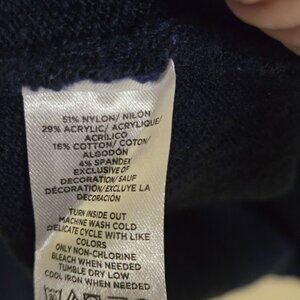 51% NYLON/ NILÓN
29% ACRYLIC/ ACRYLIQUE/
ACRÍLICO
16% COTTON/ COTON/
ALGODÓN
4% SPANDEX
EXCLUSIVE OF
DECORATION/SAUF
DÉCORATION/EXCLUYE LA
DECORACIÓN
TURN INSIDE OUT
MACHINE WASH COLD
DELICATE CYCLE WITH LIKE
COLORS
ONLY NON-CHLORINE
BLEACH WHEN NEEDED
TUMBLE DRY LOW
COOL IRON WHEN NEEDED